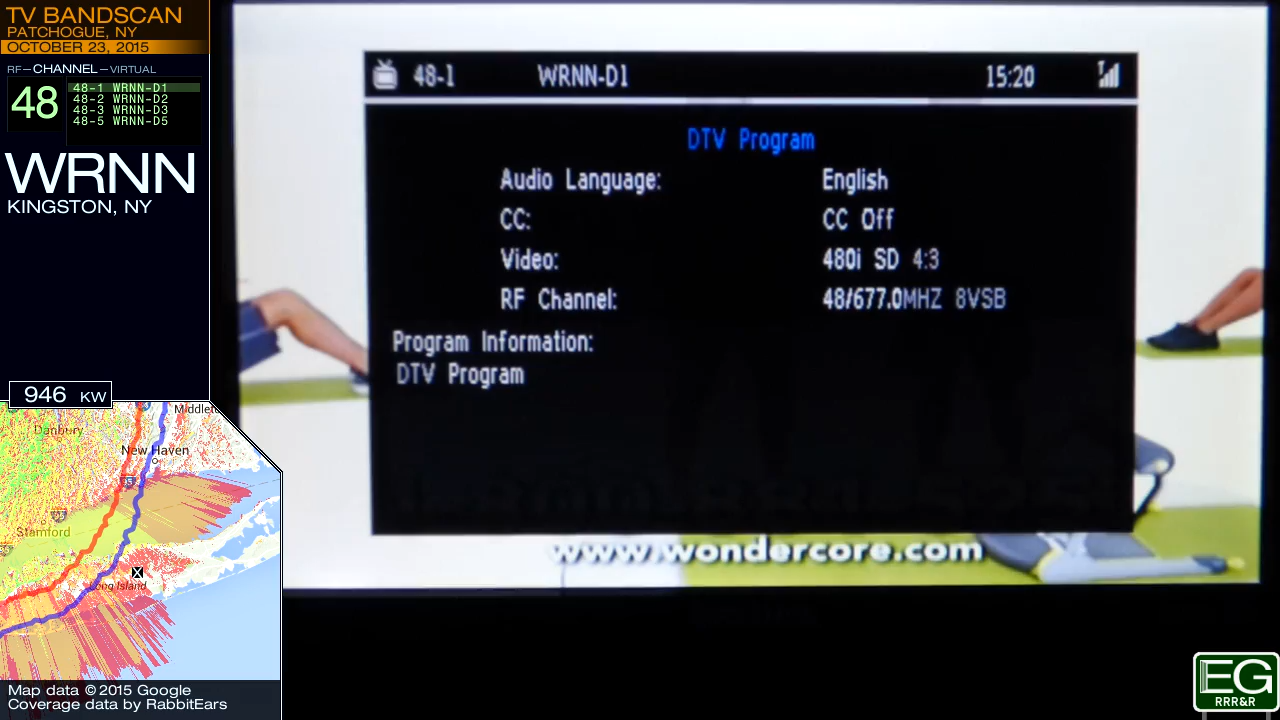 TV BANDSCAN
PATCHOGUE, NY
OCTOBER 23, 2015
RF—CHANNEL—VIRTUAL
48
48-1 WRNN-D1
48-2 WRNN-D2
48-3 WRNN-D3
48-5 WRNN-D5
WRNN
KINGSTON, NY
946 KW
Danbury
New Haven
95
Stamford
95
Long Island
Map data ©2015 Google
Coverage data by RabbitEars
48-1 WRNN-D1 15:20
DTV Program
Audio Language: English
CC: CC Off
Video: 480i SD 4:3
RF Channel: 48/677.0MHZ 8VSB
Program Information:
DTV Program
www.wondercore.com
EG
RRR&R